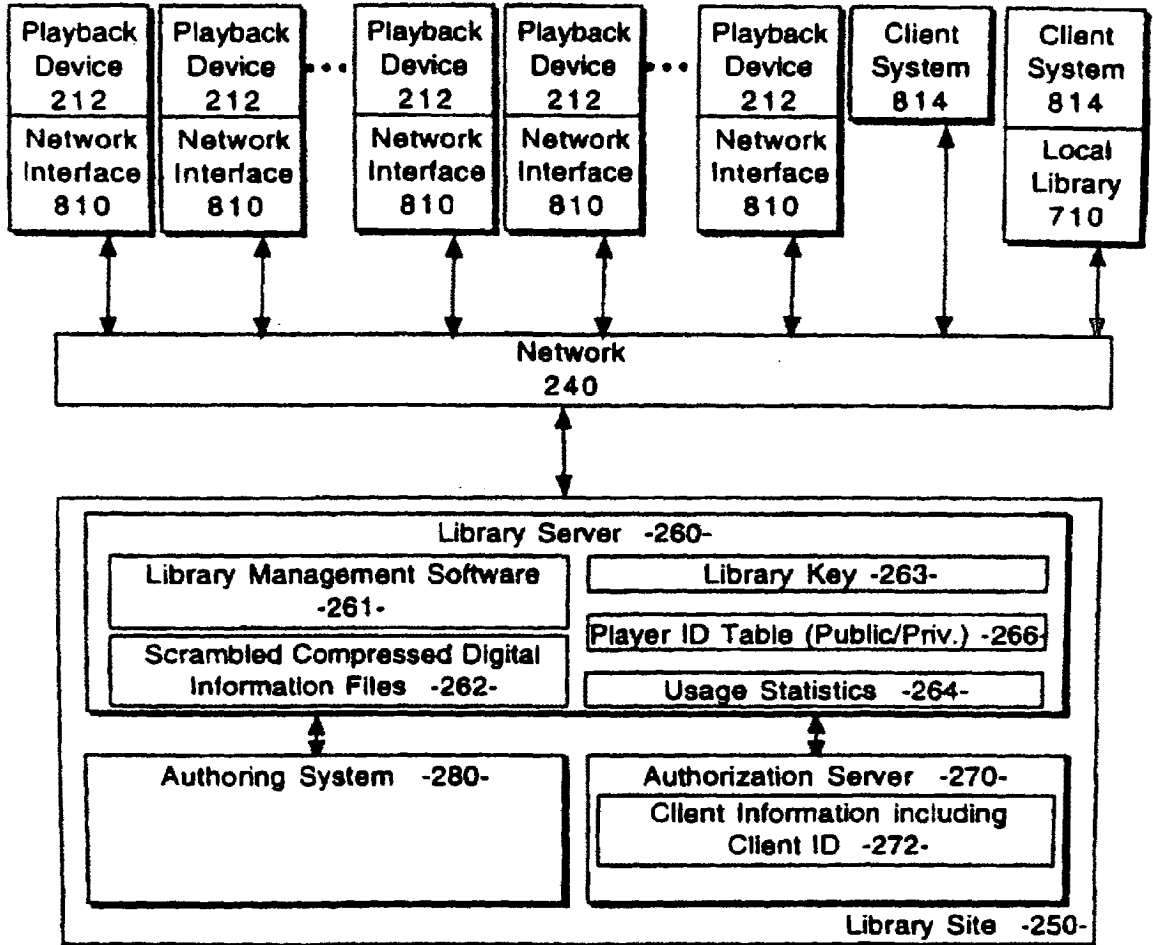 Playback
Device
212
Network
Interface
810
Playback
Device
212
Network
Interface
810
Playback
Device
212
Network
Interface
810
Playback
Device
212
Network
Interface
810
Playback
Device
212
Network
Interface
810
Client
System
814
Client
System
814
Local
Library
710
Network
240
Library Server -260-
Library Management Software
-261-
Scrambled Compressed Digital
Information Files -262-
Library Key -263-
Player ID Table (Public/Priv.) -266-
Usage Statistics -264-
Authoring System -280-
Authorization Server -270-
Client Information including
Client ID -272-
Library Site -250-